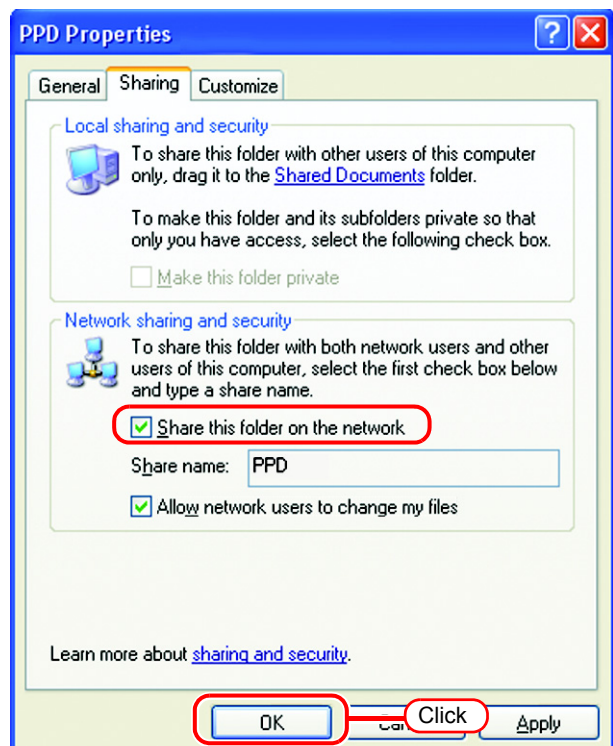 PPD Properties
General Sharing Customize
Local sharing and security
To share this folder with other users of this computer
only, drag it to the Shared Documents folder.
To make this folder and its subfolders private so that
only you have access, select the following check box.
Make this folder private
Network sharing and security
To share this folder with both network users and other
users of this computer, select the first check box below
and type a share name.
Share this folder on the network
Share name: PPD
Allow network users to change my files
Learn more about sharing and security.
OK Click Apply